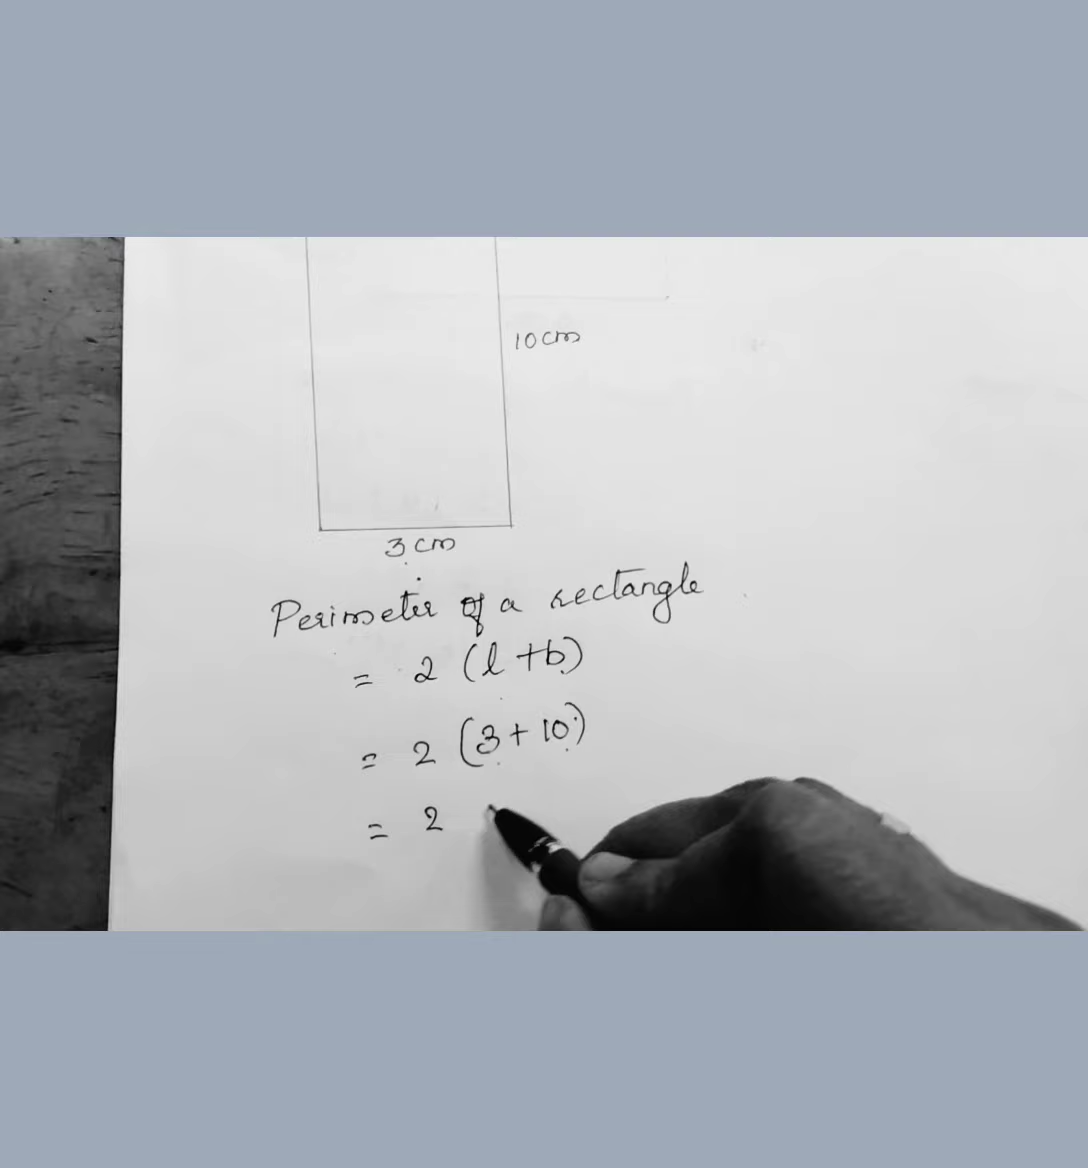 10cm
3cm
Perimeter of a rectangle
= 2 (l+b)
= 2 (3+10)
= 2